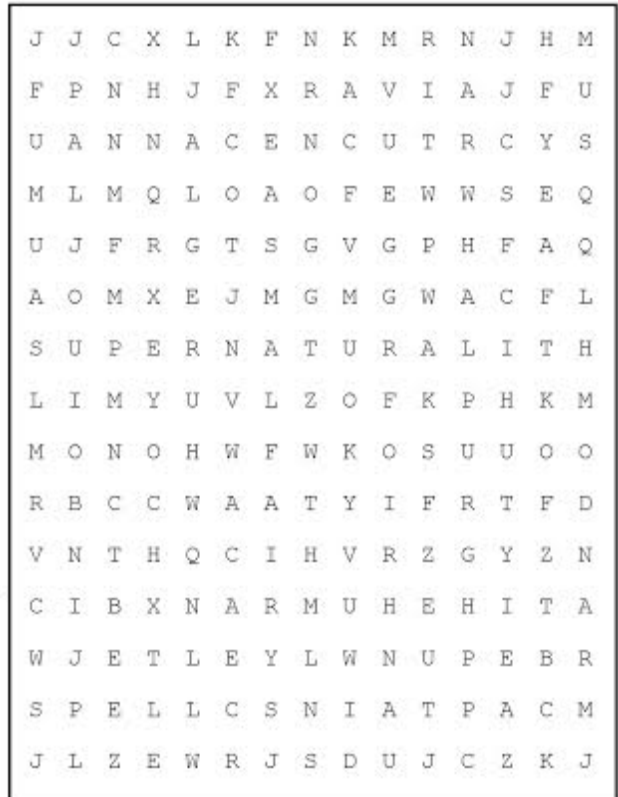 J J C X L K F N K M R N J H M
F P N H J F X R A V I A J F U
U A N N A C E N C U T R C Y S
M L M Q L O A O F E W W S E Q
U J F R G T S G V G P H F A Q
A O M X E J M G M G W A C F L
S U P E R N A T U R A L I T H
L I M Y U V L Z O F K P H K M
M O N O H W F W K O S U U O O
R B C C W A A T Y I F R T F D
V N T H Q C I H V R Z G Y Z N
C I B X N A R M U H E H I T A
W J E T L E Y L W N U P E B R
S P E L L C S N I A T P A C M
J L Z E W R J S D U J C Z K J